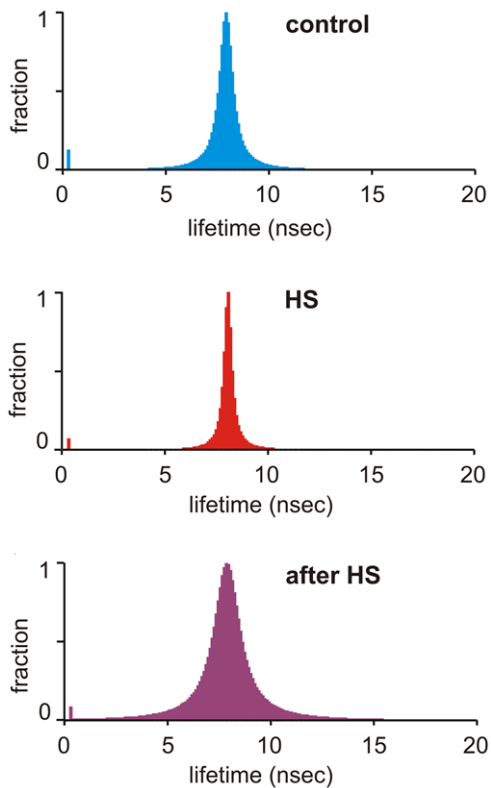 control
1
fraction
0
0 5 10 15 20
lifetime (nsec)
HS
1
fraction
0
0 5 10 15 20
lifetime (nsec)
after HS
1
fraction
0
0 5 10 15 20
lifetime (nsec)